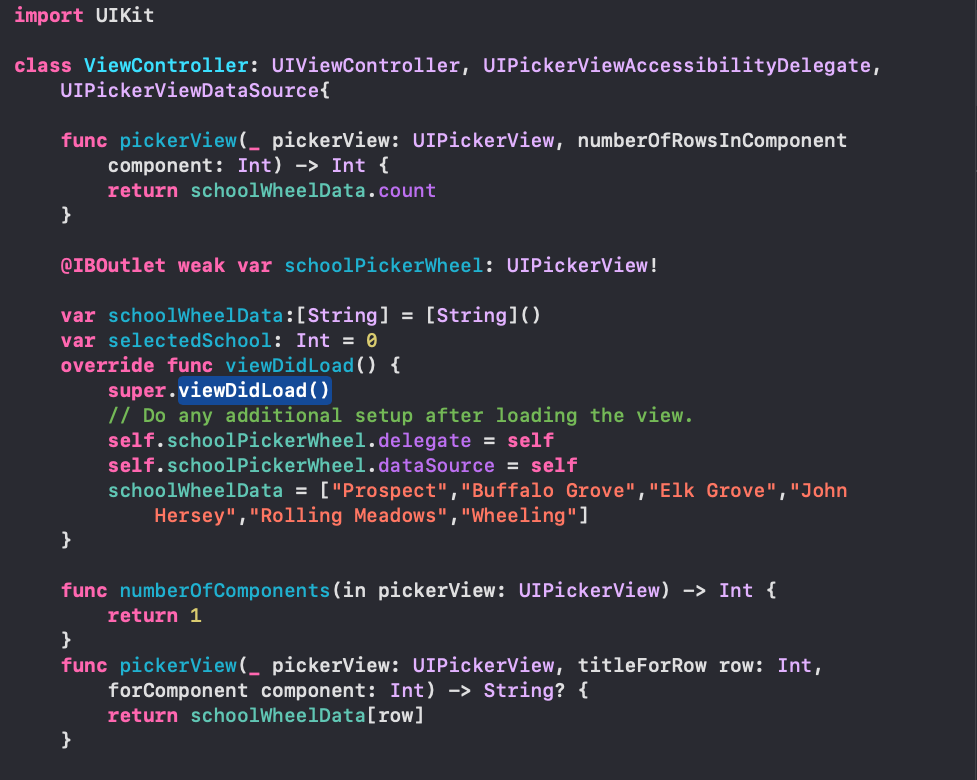 import UIKit
class ViewController: UIViewController, UIPickerViewAccessibilityDelegate,
UIPickerViewDataSource{
func pickerView(_ pickerView: UIPickerView, numberOfRowsInComponent
component: Int) -> Int {
return schoolWheelData.count
}
@IBOutlet weak var schoolPickerWheel: UIPickerView!
var schoolWheelData:[String] = [String]()
var selectedSchool: Int = 0
override func viewDidLoad() {
super.viewDidLoad()
// Do any additional setup after loading the view.
self.schoolPickerWheel.delegate = self
self.schoolPickerWheel.dataSource = self
schoolWheelData = ["Prospect","Buffalo Grove","Elk Grove","John
Hersey","Rolling Meadows","Wheeling"]
}
func numberOfComponents(in pickerView: UIPickerView) -> Int {
return 1
}
func pickerView(_ pickerView: UIPickerView, titleForRow row: Int,
forComponent component: Int) -> String? {
return schoolWheelData[row]
}